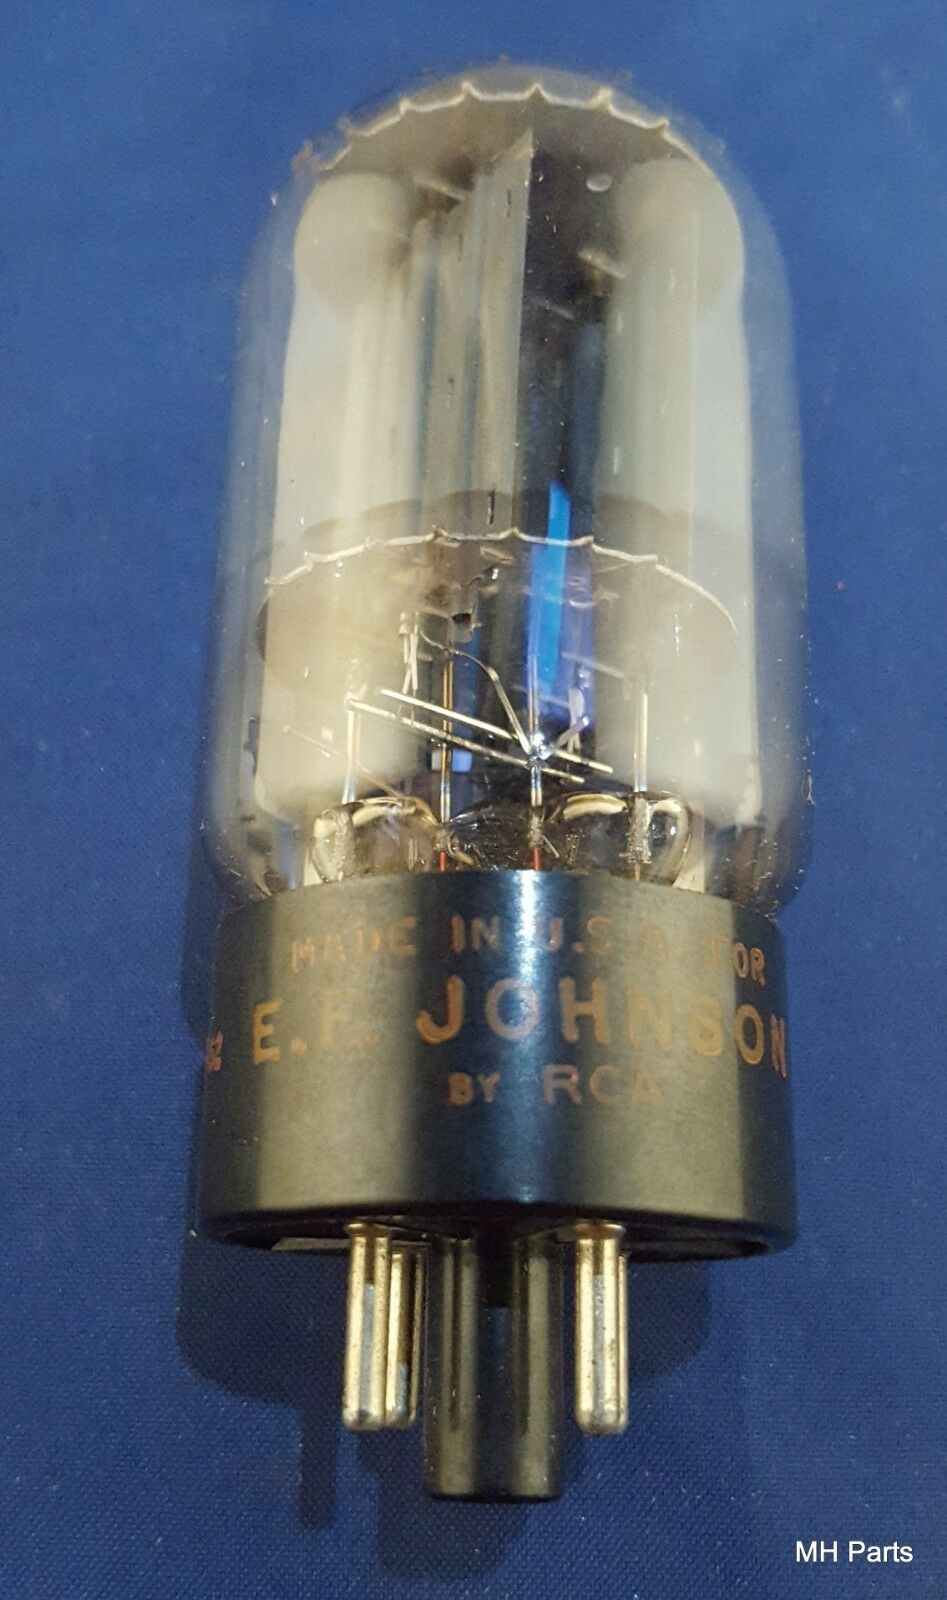 MADE IN U.S A FOR
E.F. JOHNSON
BY RCA
MH Parts